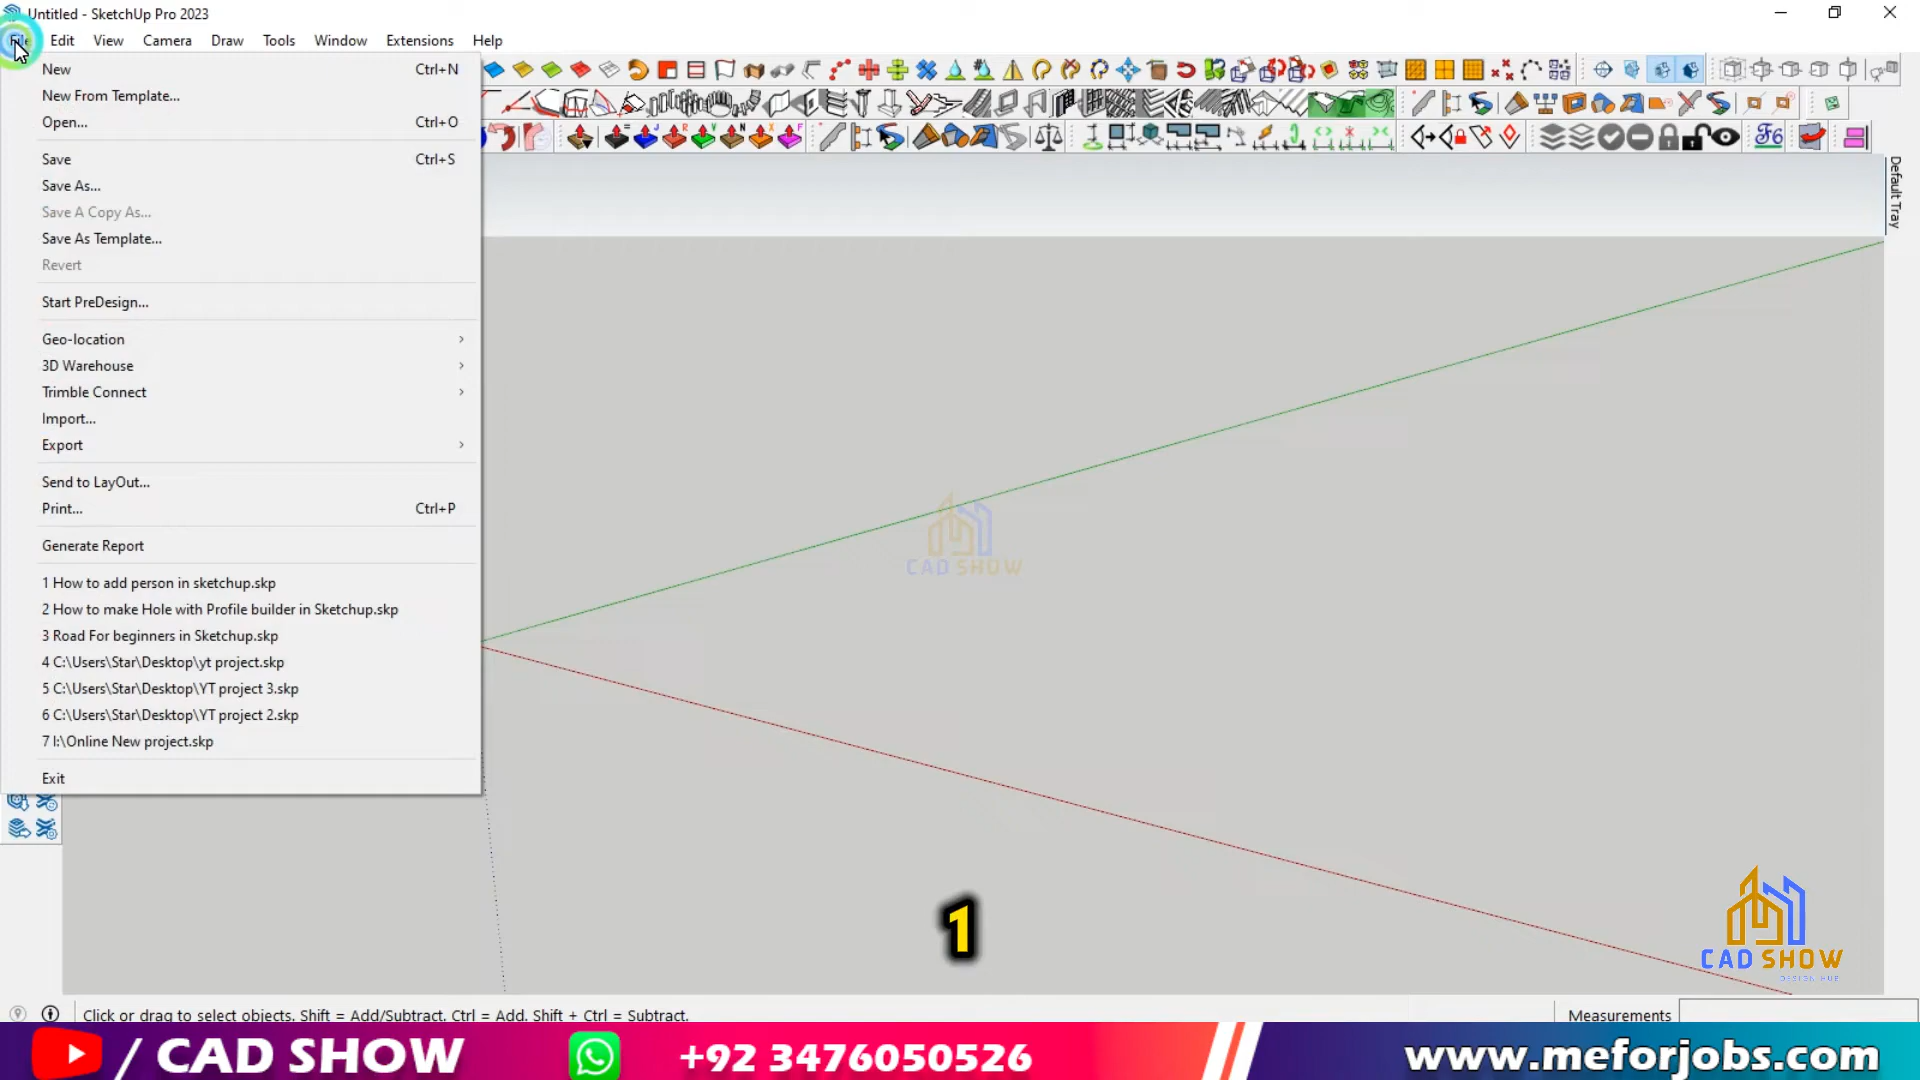 Untitled - SketchUp Pro 2023
File Edit View Camera Draw Tools Window Extensions Help
New Ctrl+N
New From Template...
Open... Ctrl+O
Save Ctrl+S
Save As...
Save A Copy As...
Save As Template...
Revert
Start PreDesign...
Geo-location
3D Warehouse
Trimble Connect
Import...
Export
Send to LayOut...
Print... Ctrl+P
Generate Report
1 How to add person in sketchup.skp
2 How to make Hole with Profile builder in Sketchup.skp
3 Road For beginners in Sketchup.skp
4 C:\Users\Star\Desktop\yt project.skp
5 C:\Users\Star\Desktop\YT project 3.skp
6 C:\Users\Star\Desktop\YT project 2.skp
7 I:\Online New project.skp
Exit
F6
Default Tray
CAD SHOW
1
CAD SHOW
DESIGN HUB
Click or drag to select objects. Shift = Add/Subtract. Ctrl = Add. Shift + Ctrl = Subtract.
Measurements
/ CAD SHOW
+92 3476050526
www.meforjobs.com